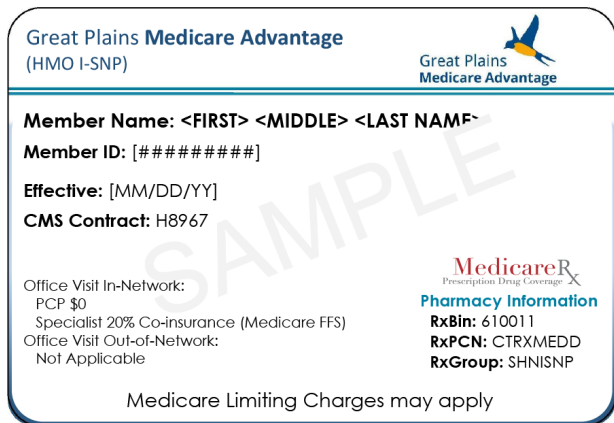 Great Plains Medicare Advantage
(HMO I-SNP)
Great Plains
Medicare Advantage
Member Name: <FIRST> <MIDDLE> <LAST NAME>
Member ID: [#########]
Effective: [MM/DD/YY]
CMS Contract: H8967
SAMPLE
Office Visit In-Network:
PCP $0
Specialist 20% Co-insurance (Medicare FFS)
Office Visit Out-of-Network:
Not Applicable
MedicareRx
Prescription Drug Coverage
Pharmacy Information
RxBin: 610011
RxPCN: CTRXMEDD
RxGroup: SHNISNP
Medicare Limiting Charges may apply